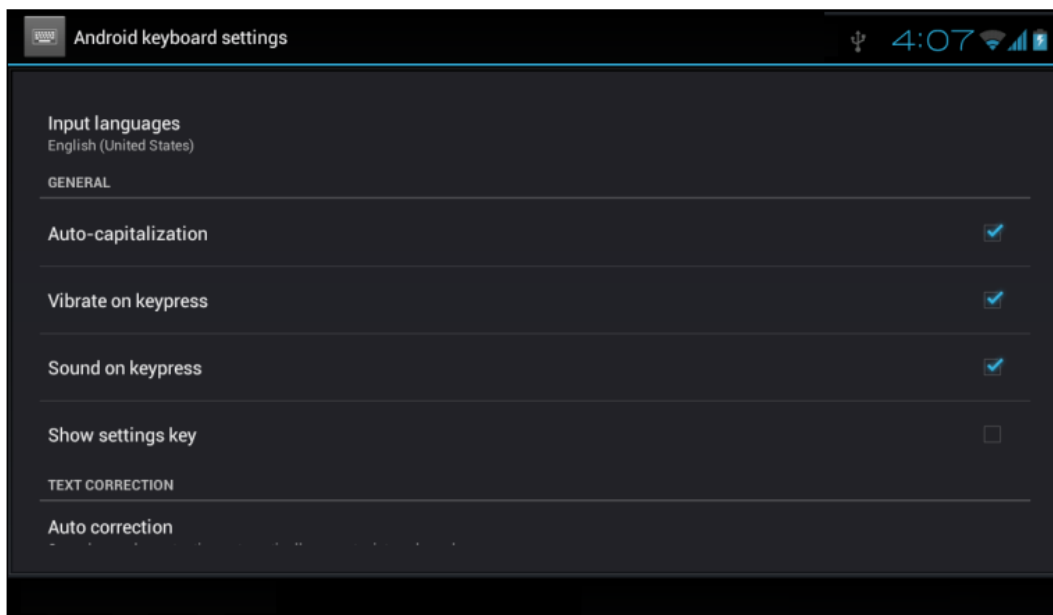 Android keyboard settings
4:07
Input languages
English (United States)
GENERAL
Auto-capitalization
Vibrate on keypress
Sound on keypress
Show settings key
TEXT CORRECTION
Auto correction